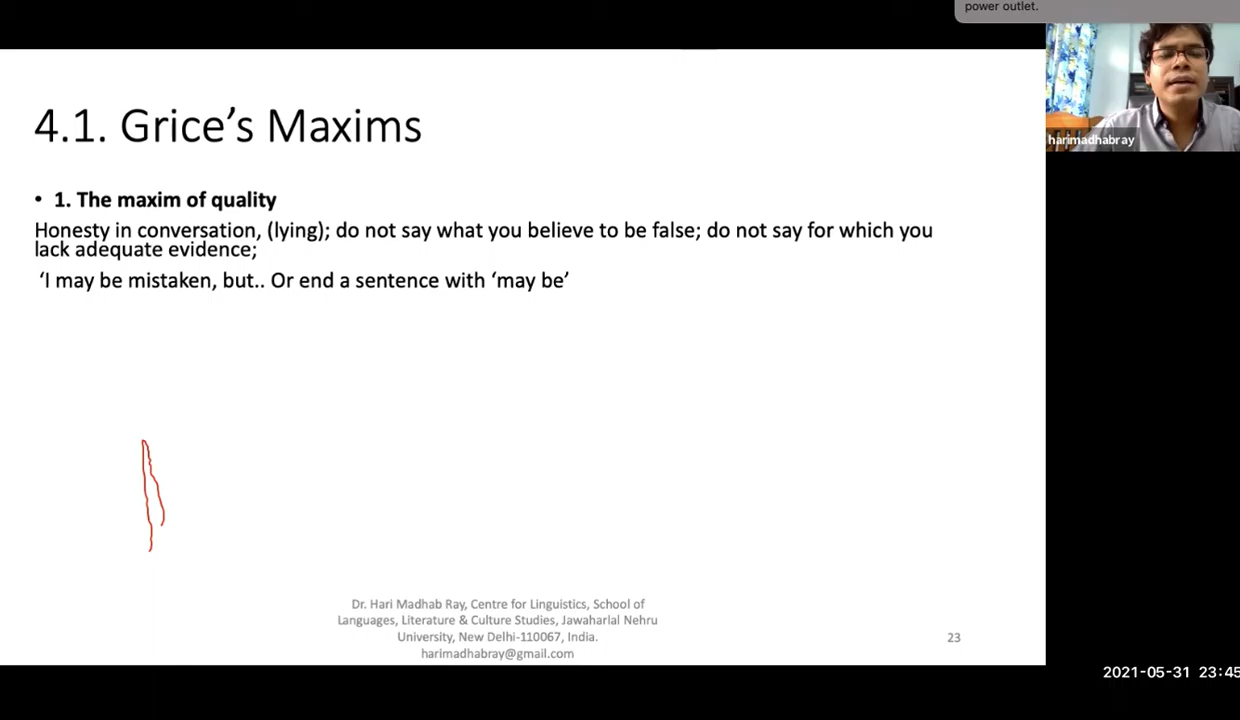 power outlet.
harimadhabray
4.1. Grice’s Maxims
• 1. The maxim of quality
Honesty in conversation, (lying); do not say what you believe to be false; do not say for which you
lack adequate evidence;
‘I may be mistaken, but.. Or end a sentence with ‘may be’
Dr. Hari Madhab Ray, Centre for Linguistics, School of
Languages, Literature & Culture Studies, Jawaharlal Nehru
University, New Delhi-110067, India.
harimadhabray@gmail.com
23
2021-05-31 23:45